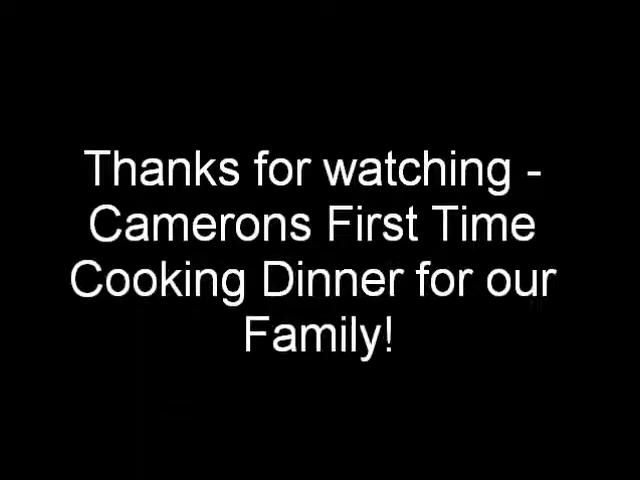 Thanks for watching -
Camerons First Time
Cooking Dinner for our
Family!